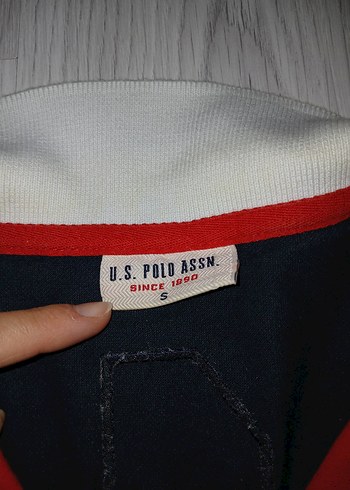 U.S. POLO ASSN.
SINCE 1890
S